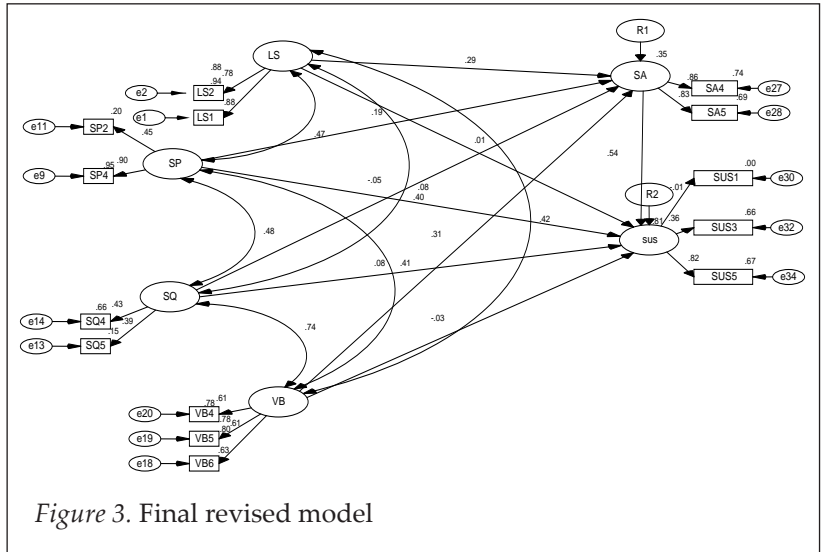 R1
LS
.35
.88
.78
.29
SA
.74
.86
e2
LS2
.94
SA4
e27
.83
.69
.88
e1
LS1
SA5
e28
.20
.19
e11
SP2
.45
.47
.01
.54
SP
.90
.95
e9
SP4
-.05
.08
.40
R2
.00
-.01
SUS1
e30
.42
.81
.36
.66
.48
.31
sus
SUS3
e32
.08
.41
.82
.67
SUS5
e34
SQ
.66
.43
e14
SQ4
.39
-.03
e13
SQ5
.15
.74
VB
.78
.61
e20
VB4
.78
.61
e19
VB5
.80
.63
e18
VB6
Figure 3. Final revised model